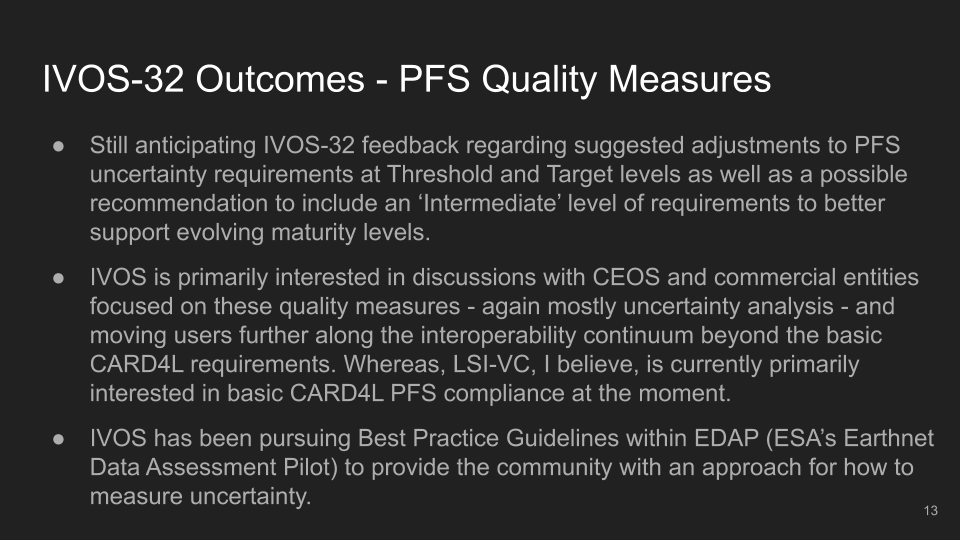 IVOS-32 Outcomes - PFS Quality Measures
● Still anticipating IVOS-32 feedback regarding suggested adjustments to PFS
uncertainty requirements at Threshold and Target levels as well as a possible
recommendation to include an ‘Intermediate’ level of requirements to better
support evolving maturity levels.
● IVOS is primarily interested in discussions with CEOS and commercial entities
focused on these quality measures - again mostly uncertainty analysis - and
moving users further along the interoperability continuum beyond the basic
CARD4L requirements. Whereas, LSI-VC, I believe, is currently primarily
interested in basic CARD4L PFS compliance at the moment.
● IVOS has been pursuing Best Practice Guidelines within EDAP (ESA’s Earthnet
Data Assessment Pilot) to provide the community with an approach for how to
measure uncertainty.
13